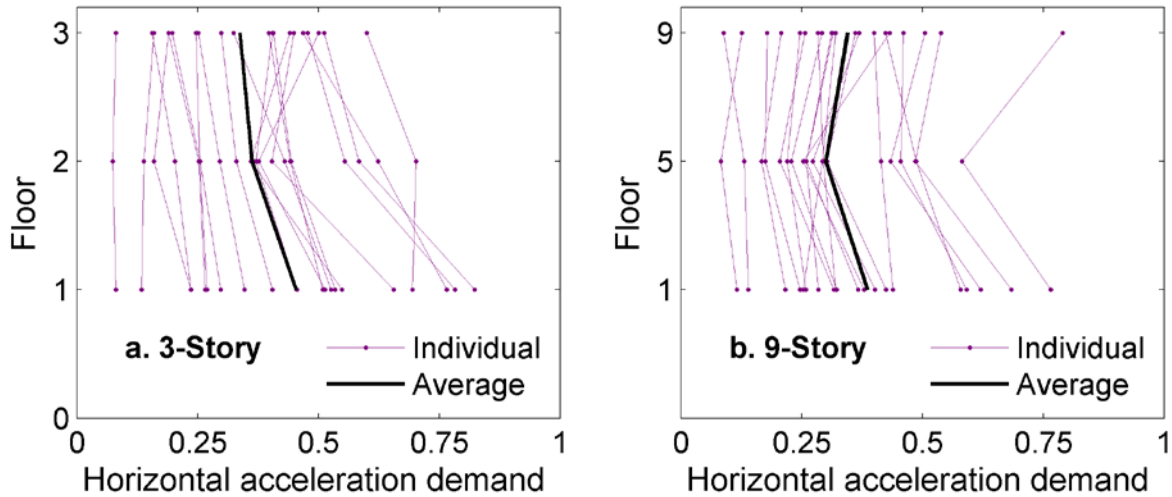 3
2
1
0
Floor
a. 3-Story
Individual
Average
0 0.25 0.5 0.75 1
Horizontal acceleration demand
9
5
1
Floor
b. 9-Story
Individual
Average
0 0.25 0.5 0.75 1
Horizontal acceleration demand